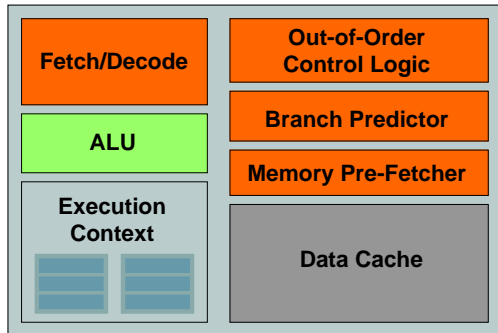 Fetch/Decode
ALU
Execution
Context
Out-of-Order
Control Logic
Branch Predictor
Memory Pre-Fetcher
Data Cache